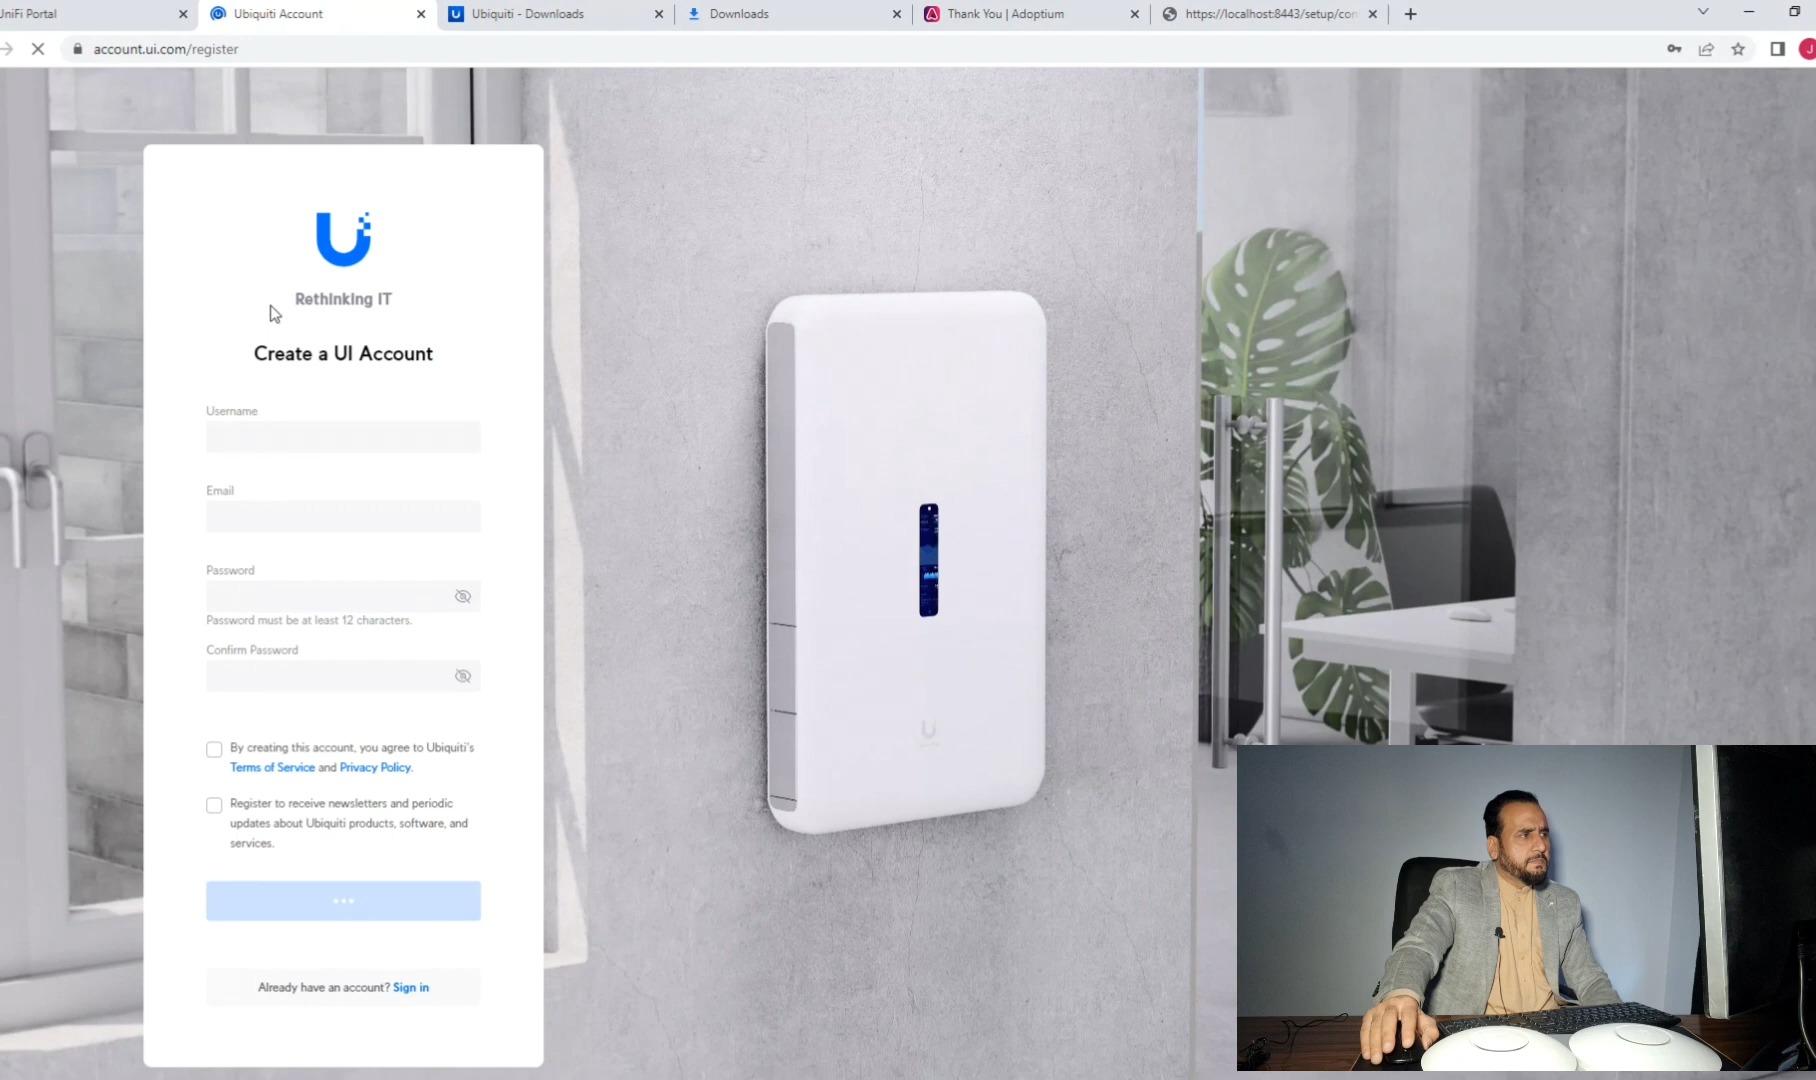 UniFi Portal
Ubiquiti Account
Ubiquiti - Downloads
Downloads
Thank You | Adoptium
https://localhost:8443/setup/con
account.ui.com/register
J
Rethinking IT
Create a UI Account
Username
Email
Password
Password must be at least 12 characters.
Confirm Password
By creating this account, you agree to Ubiquiti's
Terms of Service and Privacy Policy.
Register to receive newsletters and periodic
updates about Ubiquiti products, software, and
services.
Already have an account? Sign in